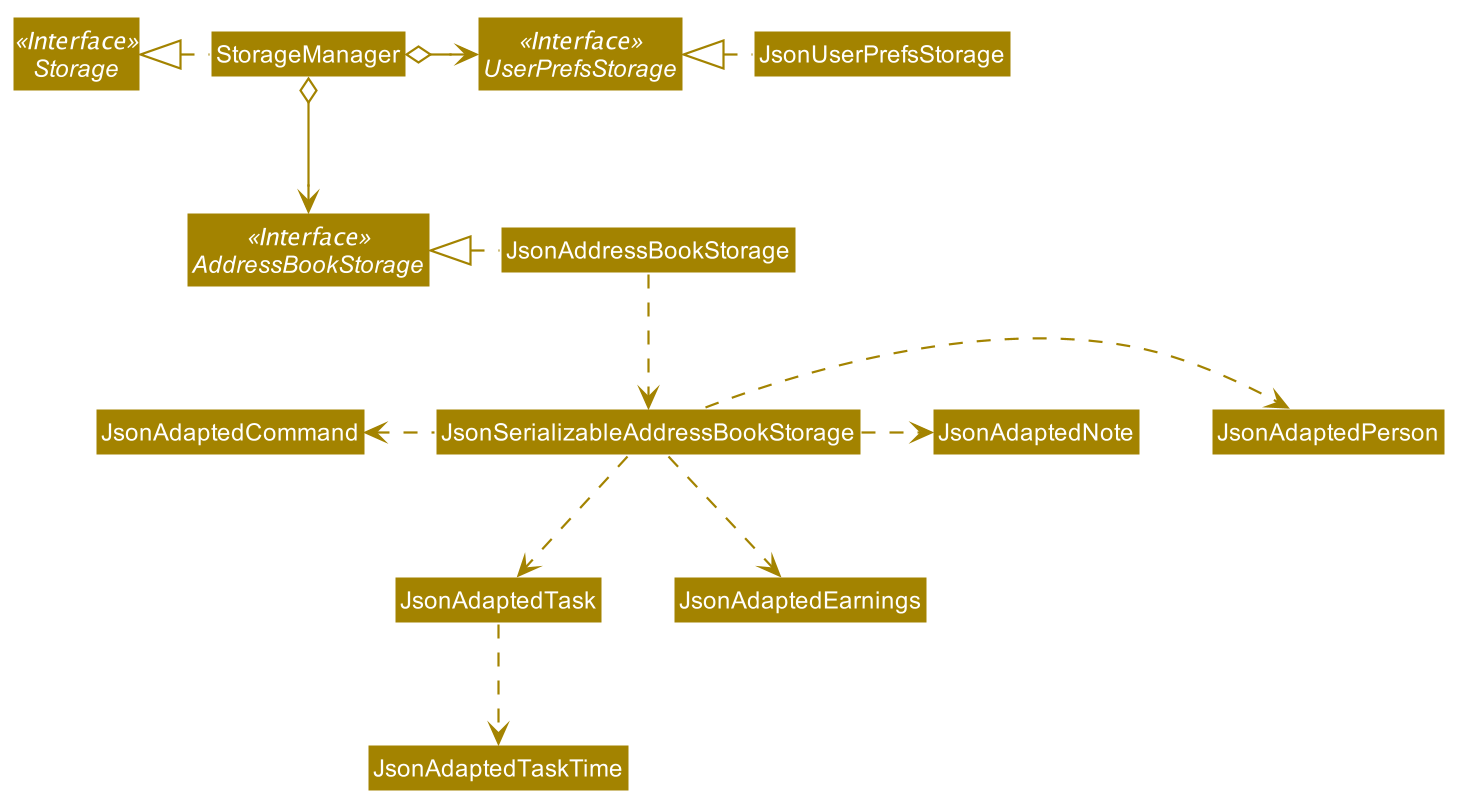 «Interface»
Storage
StorageManager
«Interface»
UserPrefsStorage
JsonUserPrefsStorage
«Interface»
AddressBookStorage
JsonAddressBookStorage
JsonAdaptedCommand
JsonSerializableAddressBookStorage
JsonAdaptedNote
JsonAdaptedPerson
JsonAdaptedTask
JsonAdaptedEarnings
JsonAdaptedTaskTime